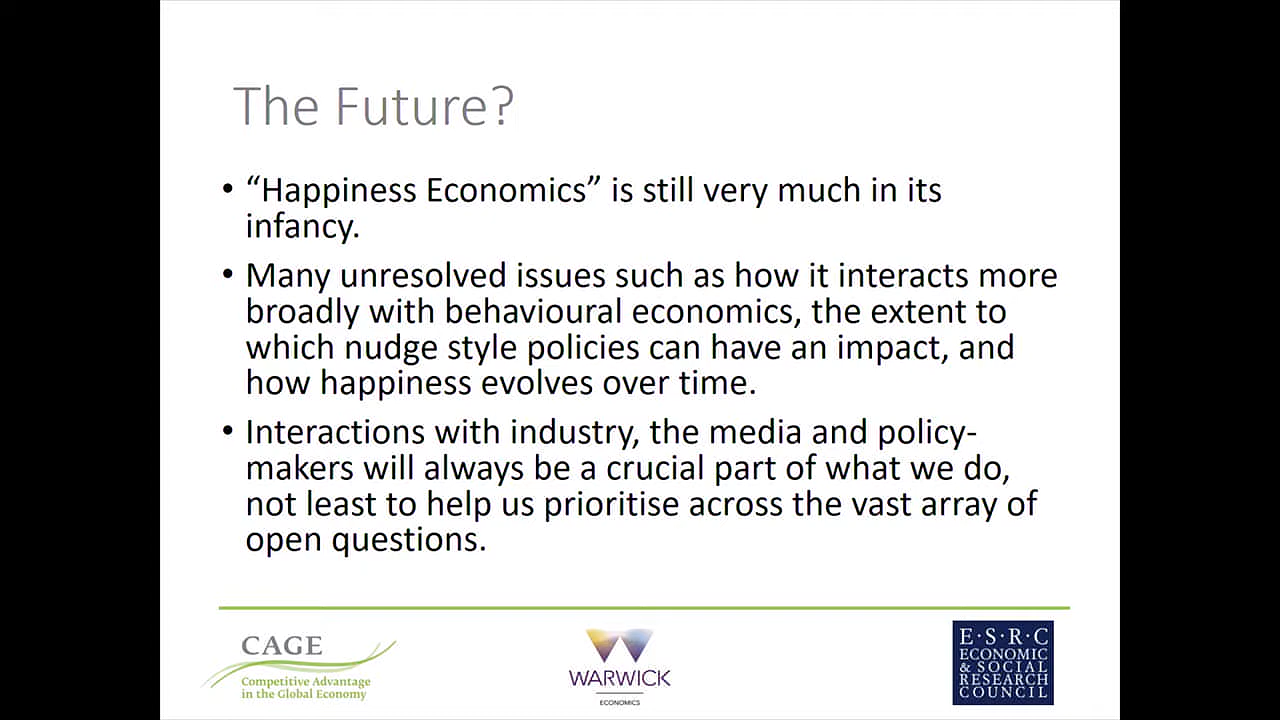 The Future?
• “Happiness Economics” is still very much in its
infancy.
• Many unresolved issues such as how it interacts more
broadly with behavioural economics, the extent to
which nudge style policies can have an impact, and
how happiness evolves over time.
• Interactions with industry, the media and policy-
makers will always be a crucial part of what we do,
not least to help us prioritise across the vast array of
open questions.
CAGE
Competitive Advantage
in the Global Economy
WARWICK
ECONOMICS
E·S·R·C
ECONOMIC
& SOCIAL
RESEARCH
COUNCIL